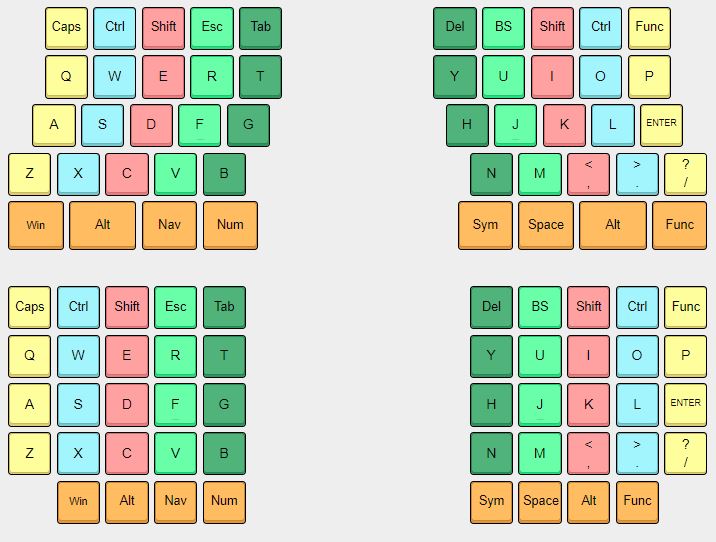 Caps Ctrl Shift Esc Tab Del BS Shift Ctrl Func
Q W E R T Y U I O P
A S D F G H J K L ENTER
Z X C V B N M < , > . ? /
Win Alt Nav Num Sym Space Alt Func
Caps Ctrl Shift Esc Tab Del BS Shift Ctrl Func
Q W E R T Y U I O P
A S D F G H J K L ENTER
Z X C V B N M < , > . ? /
Win Alt Nav Num Sym Space Alt Func